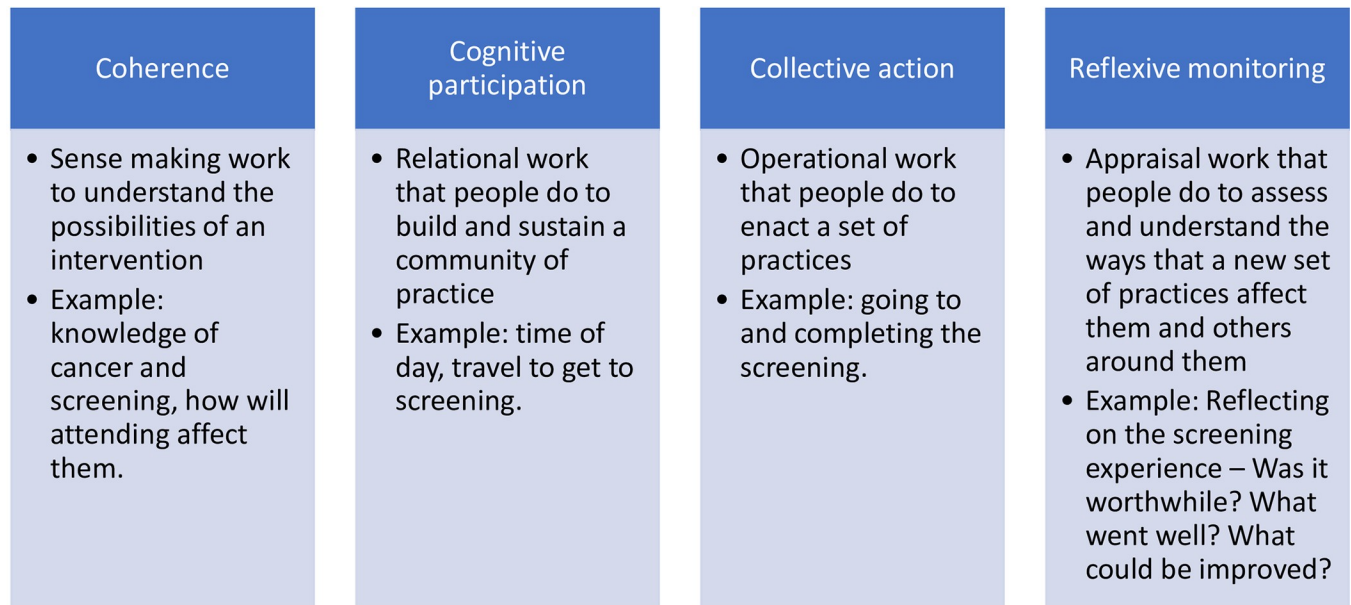 Coherence
• Sense making work
to understand the
possibilities of an
intervention
• Example:
knowledge of
cancer and
screening, how will
attending affect
them.
Cognitive
participation
• Relational work
that people do to
build and sustain a
community of
practice
• Example: time of
day, travel to get to
screening.
Collective action
• Operational work
that people do to
enact a set of
practices
• Example: going to
and completing the
screening.
Reflexive monitoring
• Appraisal work that
people do to assess
and understand the
ways that a new set
of practices affect
them and others
around them
• Example: Reflecting
on the screening
experience – Was it
worthwhile? What
went well? What
could be improved?